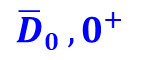 D̅₀ , 0⁺